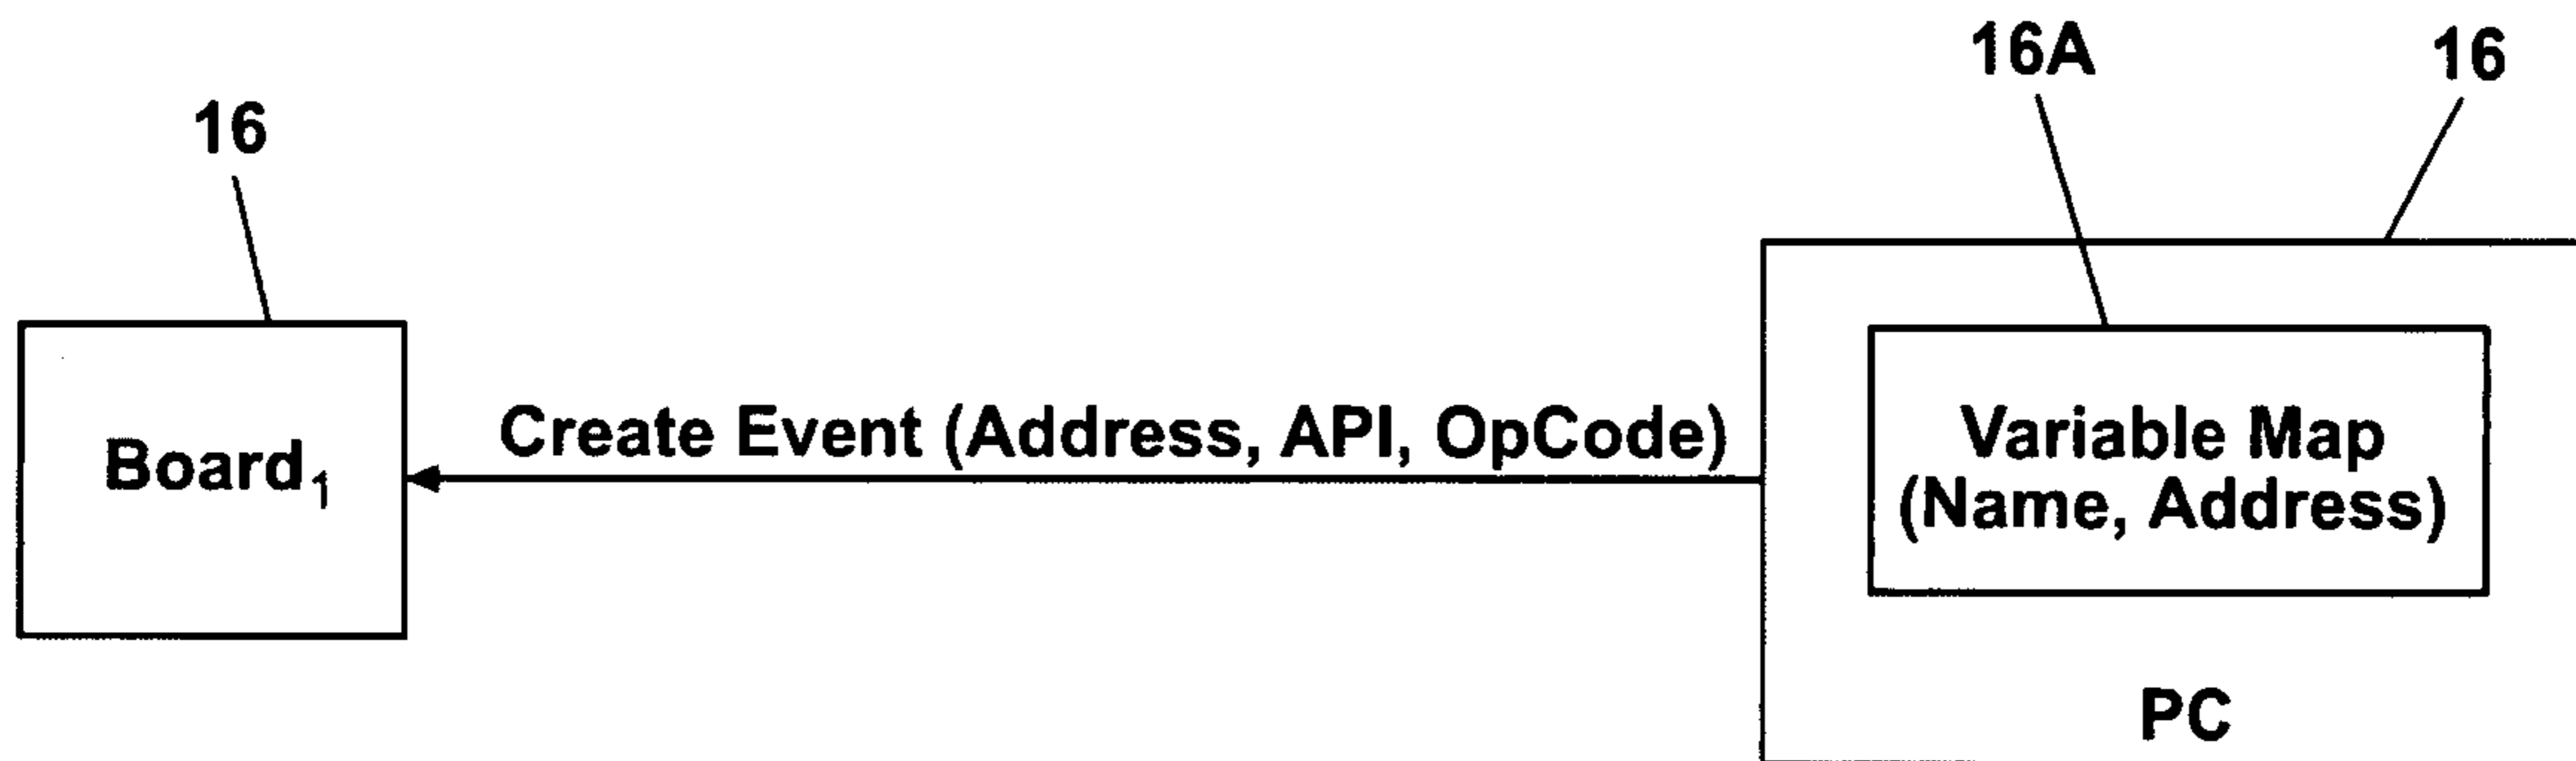 16A
16
16
Create Event (Address, API, OpCode)
Board₁
Variable Map
(Name, Address)
PC